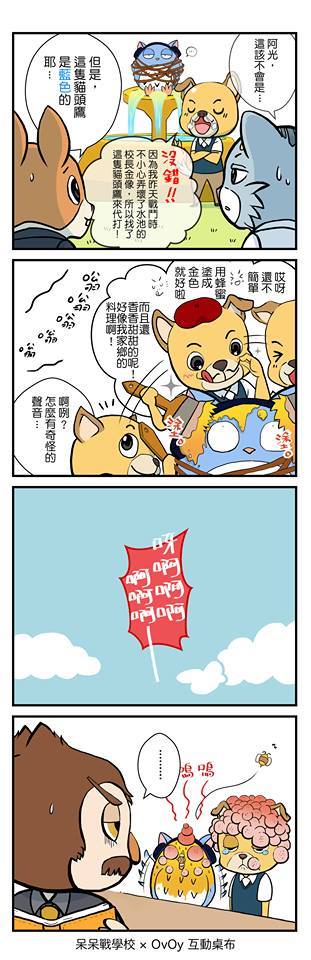 阿光，
這該不會是…
但是，
這隻貓頭鷹
是藍色的
耶…
沒錯!!
因為我昨天戰鬥時
不小心弄壞了水池的
校長金像，所以找了
這隻貓頭鷹來代打！
哎呀
還不
簡單
用蜂蜜
塗成
金色
就好啦
而且還
香香甜甜的呢！
好像我家鄉的
料理啊！
塗。
塗。
嗡
嗡
嗡
嗡
啊咧？
怎麼有奇怪的
聲音…
呀
啊啊
啊啊
啊啊
………
嗚
嗚
呆呆戰學校 × OvOy 互動桌布